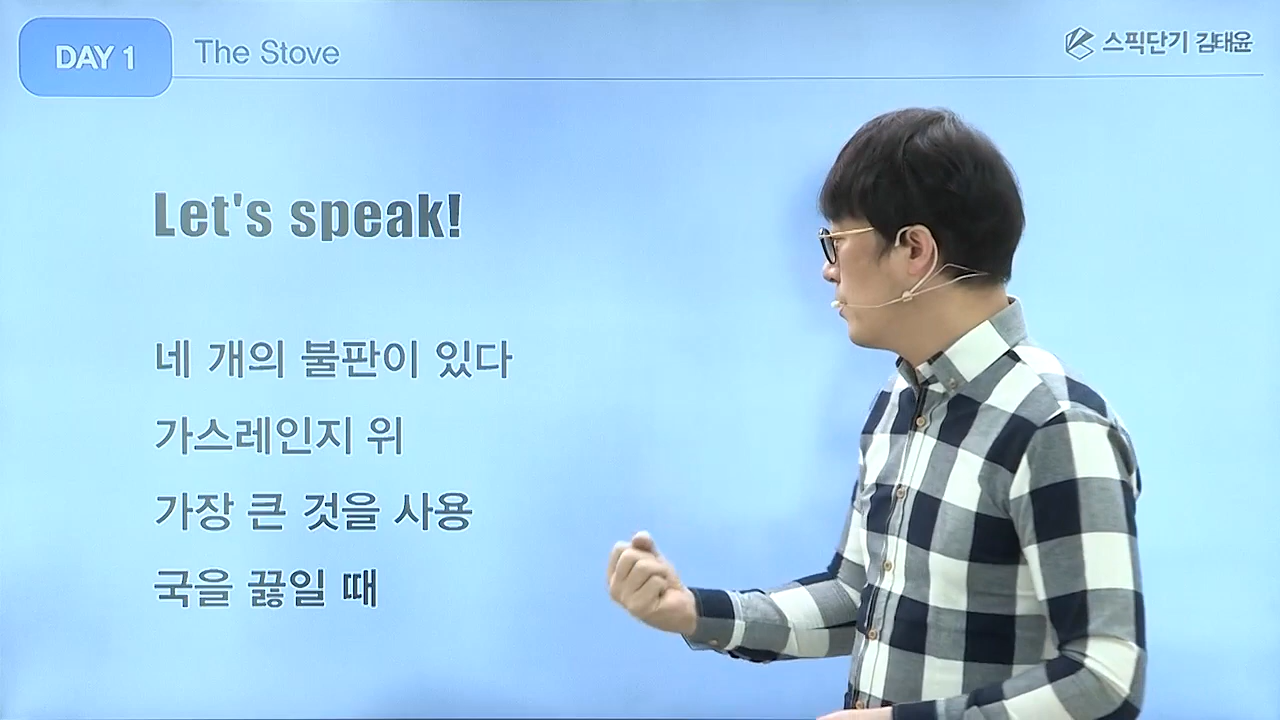 DAY 1
The Stove
스픽단기 김태윤
Let's speak!
네 개의 불판이 있다
가스레인지 위
가장 큰 것을 사용
국을 끓일 때